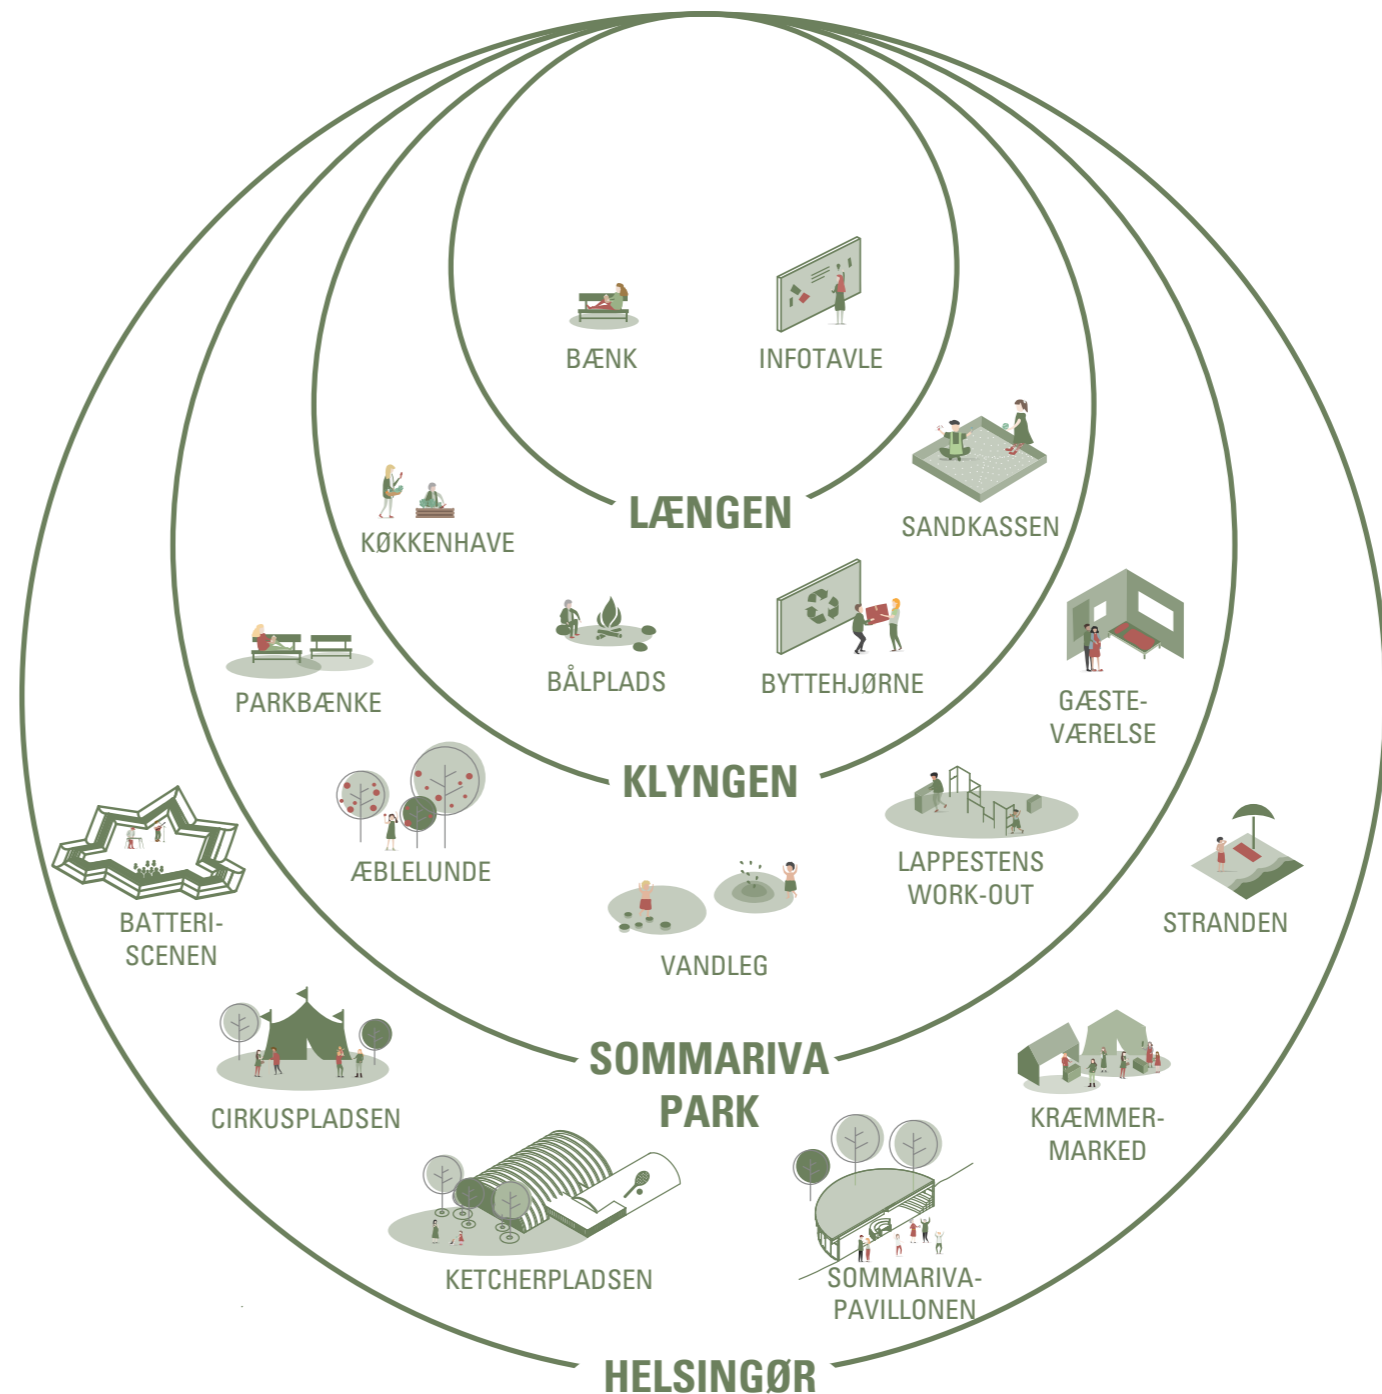 BÆNK
INFOTAVLE
LÆNGEN
SANDKASSEN
KØKKENHAVE
BÅLPLADS
BYTTEHJØRNE
PARKBÆNKE
GÆSTE-
VÆRELSE
KLYNGEN
ÆBLELUNDE
LAPPESTENS
WORK-OUT
BATTERI-
SCENEN
STRANDEN
VANDLEG
SOMMARIVA
PARK
CIRKUSPLADSEN
KRÆMMER-
MARKED
KETCHERPLADSEN
SOMMARIVA-
PAVILLONEN
HELSINGØR